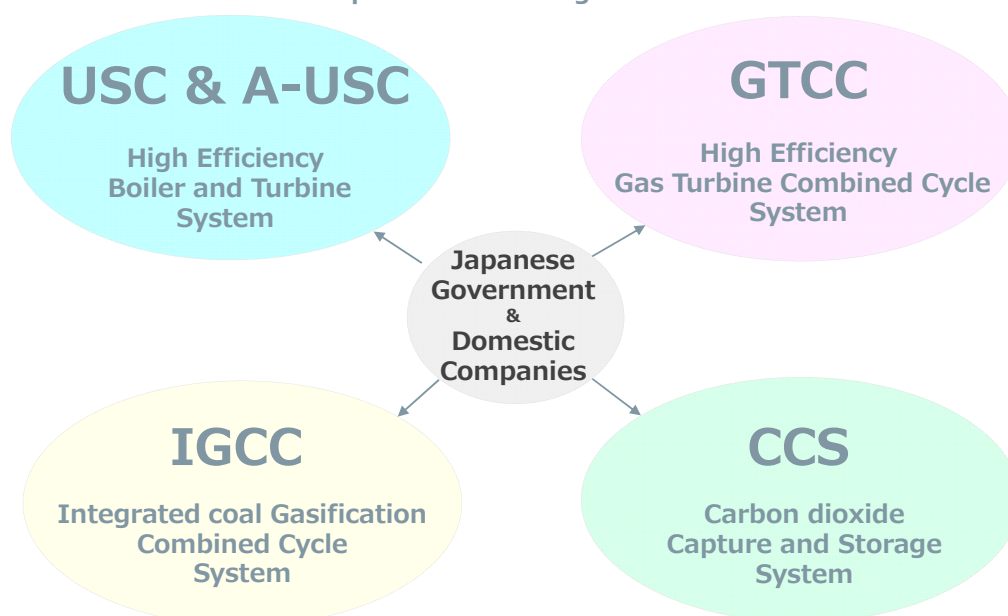 USC & A-USC
High Efficiency
Boiler and Turbine
System
GTCC
High Efficiency
Gas Turbine Combined Cycle
System
Japanese
Government
&
Domestic
Companies
IGCC
Integrated coal Gasification
Combined Cycle
System
CCS
Carbon dioxide
Capture and Storage
System